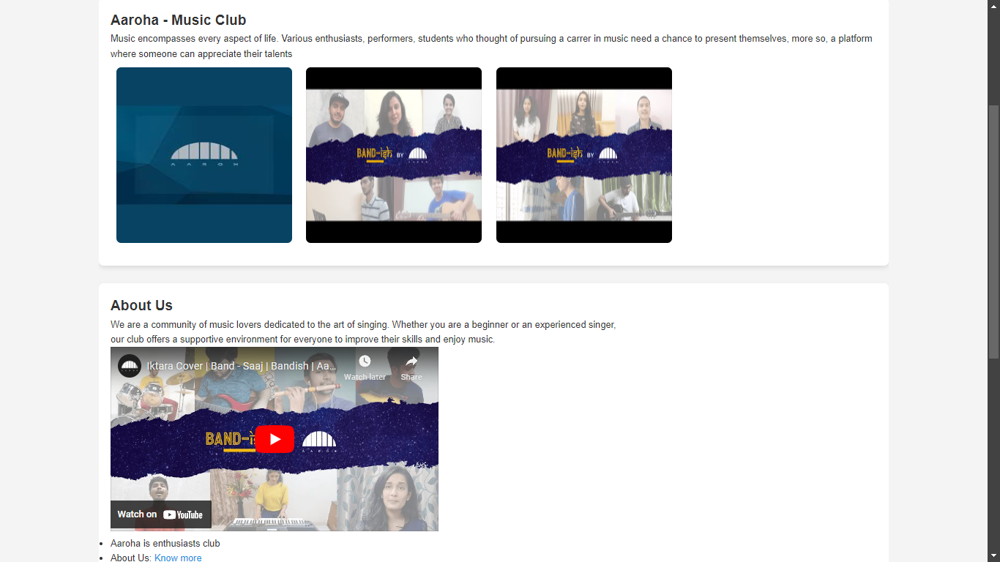 Aaroha - Music Club
Music encompasses every aspect of life. Various enthusiasts, performers, students who thought of pursuing a carrer in music need a chance to present themselves, more so, a platform
where someone can appreciate their talents
AAROH
BAND-इश BY
BAND-इश BY
About Us
We are a community of music lovers dedicated to the art of singing. Whether you are a beginner or an experienced singer,
our club offers a supportive environment for everyone to improve their skills and enjoy music.
Iktara Cover | Band - Saaj | Bandish | Aa...
Watch later
Share
BAND-
AAROH
Watch on YouTube
Aaroha is enthusiasts club
About Us: Know more